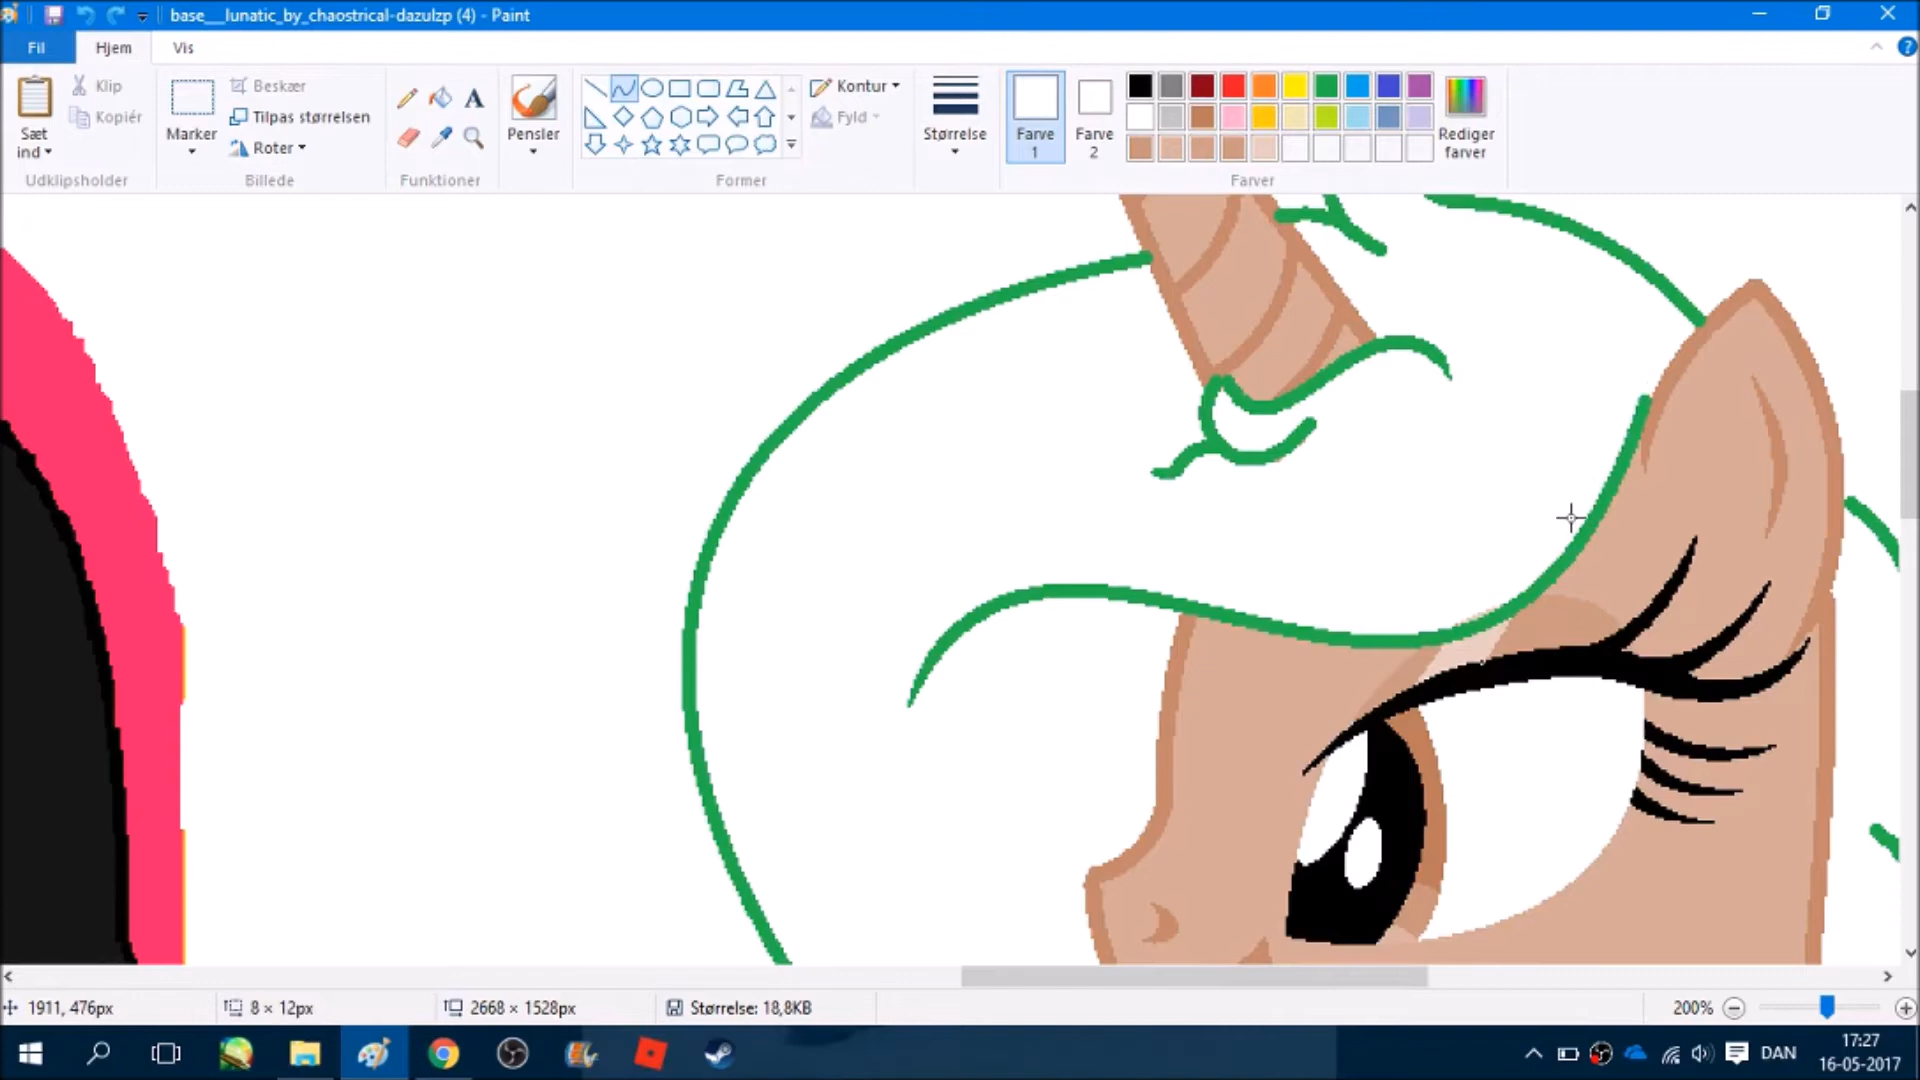 base__lunatic_by_chaostrical-dazulzp (4) - Paint
Fil Hjem Vis
Sæt ind
Klip
Kopiér
Udklipsholder
Marker
Beskær
Tilpas størrelsen
Roter
Billede
A
Funktioner
Pensler
Kontur
Fyld
Former
Størrelse
Farve 1
Farve 2
Rediger farver
Farver
1911, 476px
8 × 12px
2668 × 1528px
Størrelse: 18,8KB
200%
DAN
17:27
16-05-2017